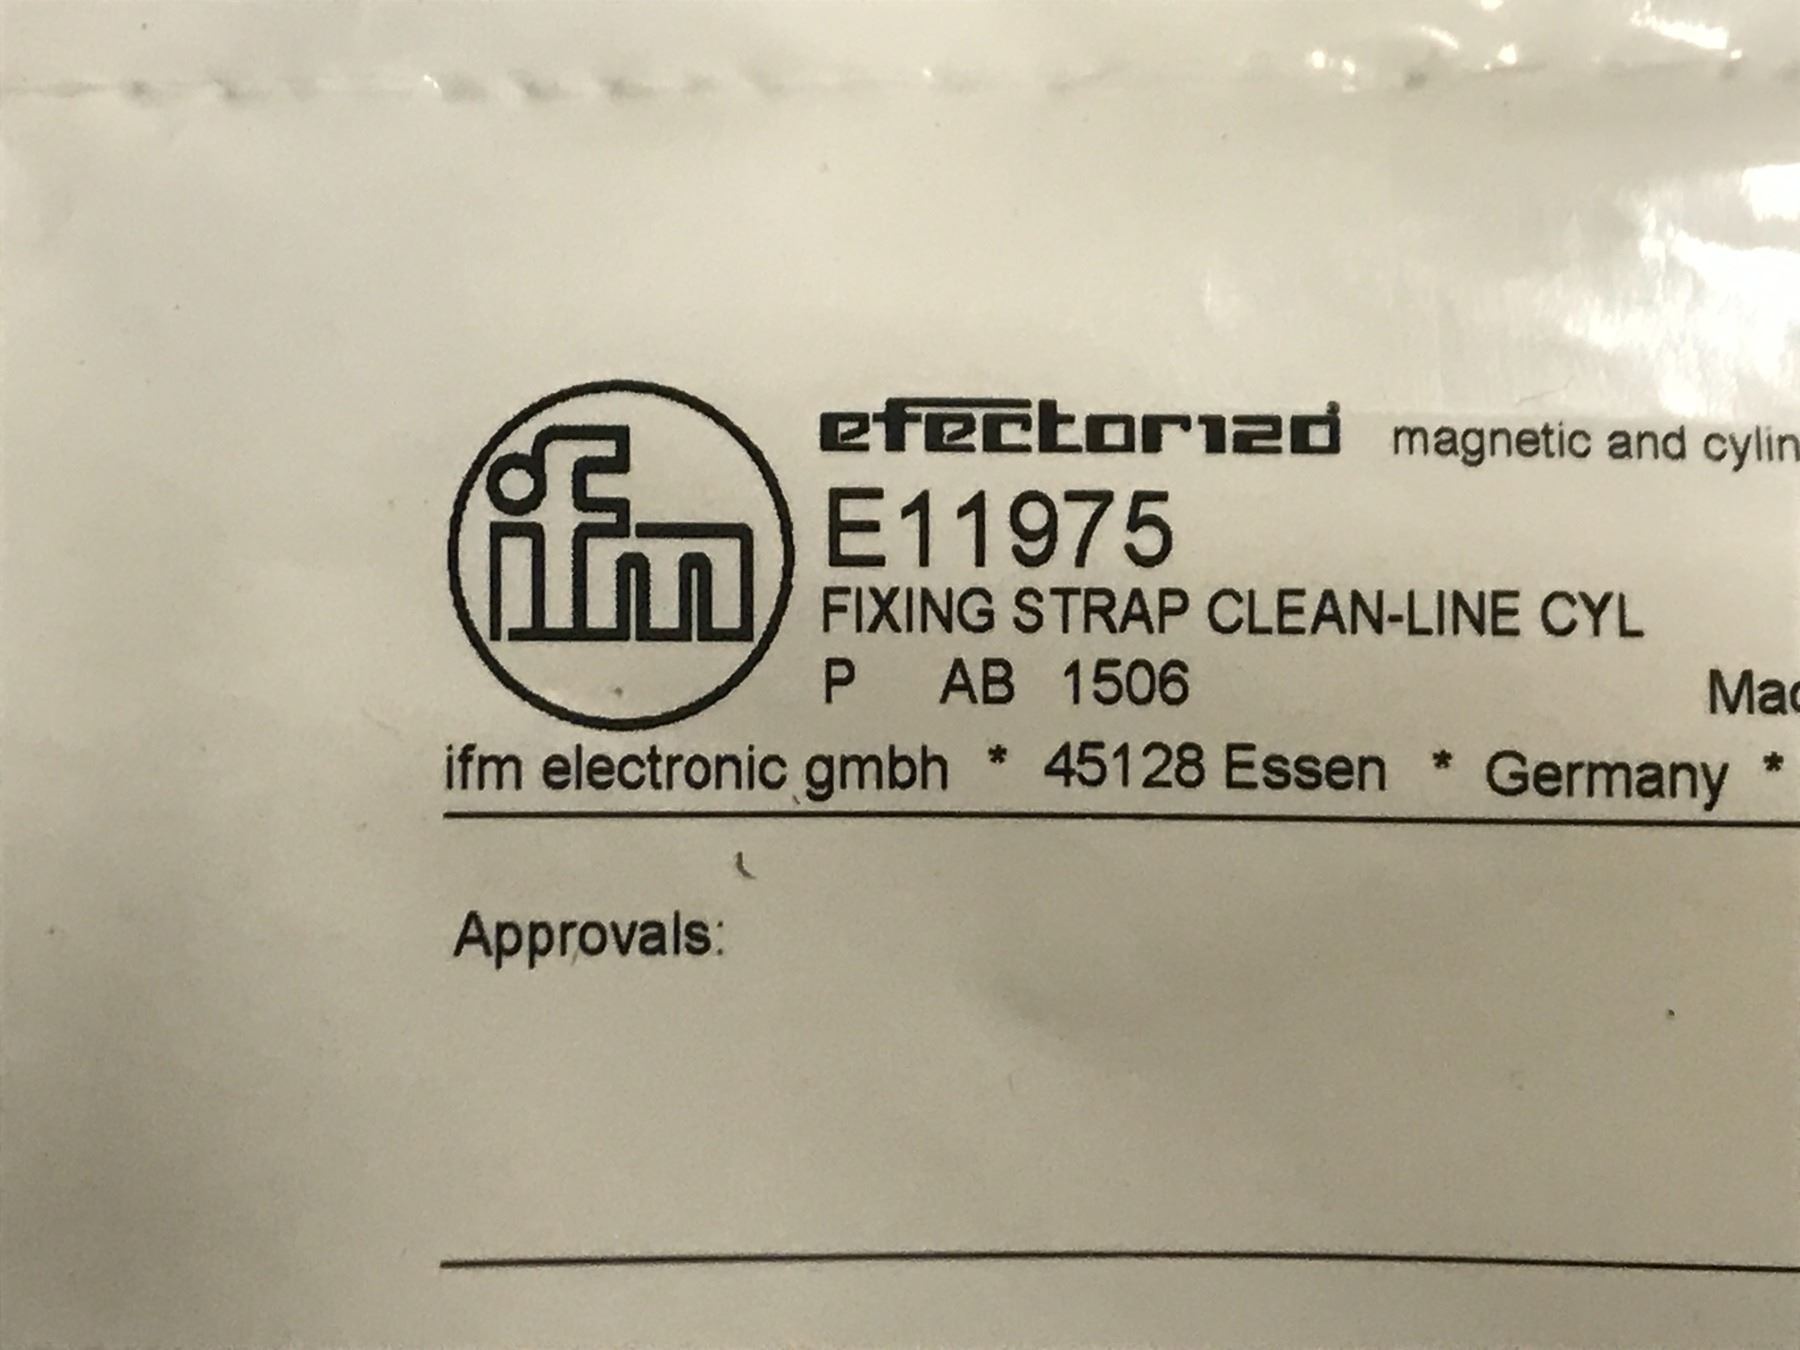 ifm
efector120 magnetic and cylin
E11975
FIXING STRAP CLEAN-LINE CYL
P AB 1506 Mad
ifm electronic gmbh * 45128 Essen * Germany *
Approvals: